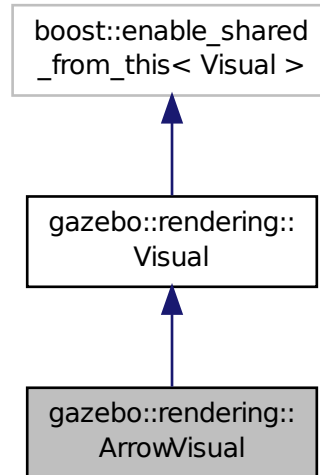 boost::enable_shared
_from_this< Visual >
gazebo::rendering::
Visual
gazebo::rendering::
ArrowVisual